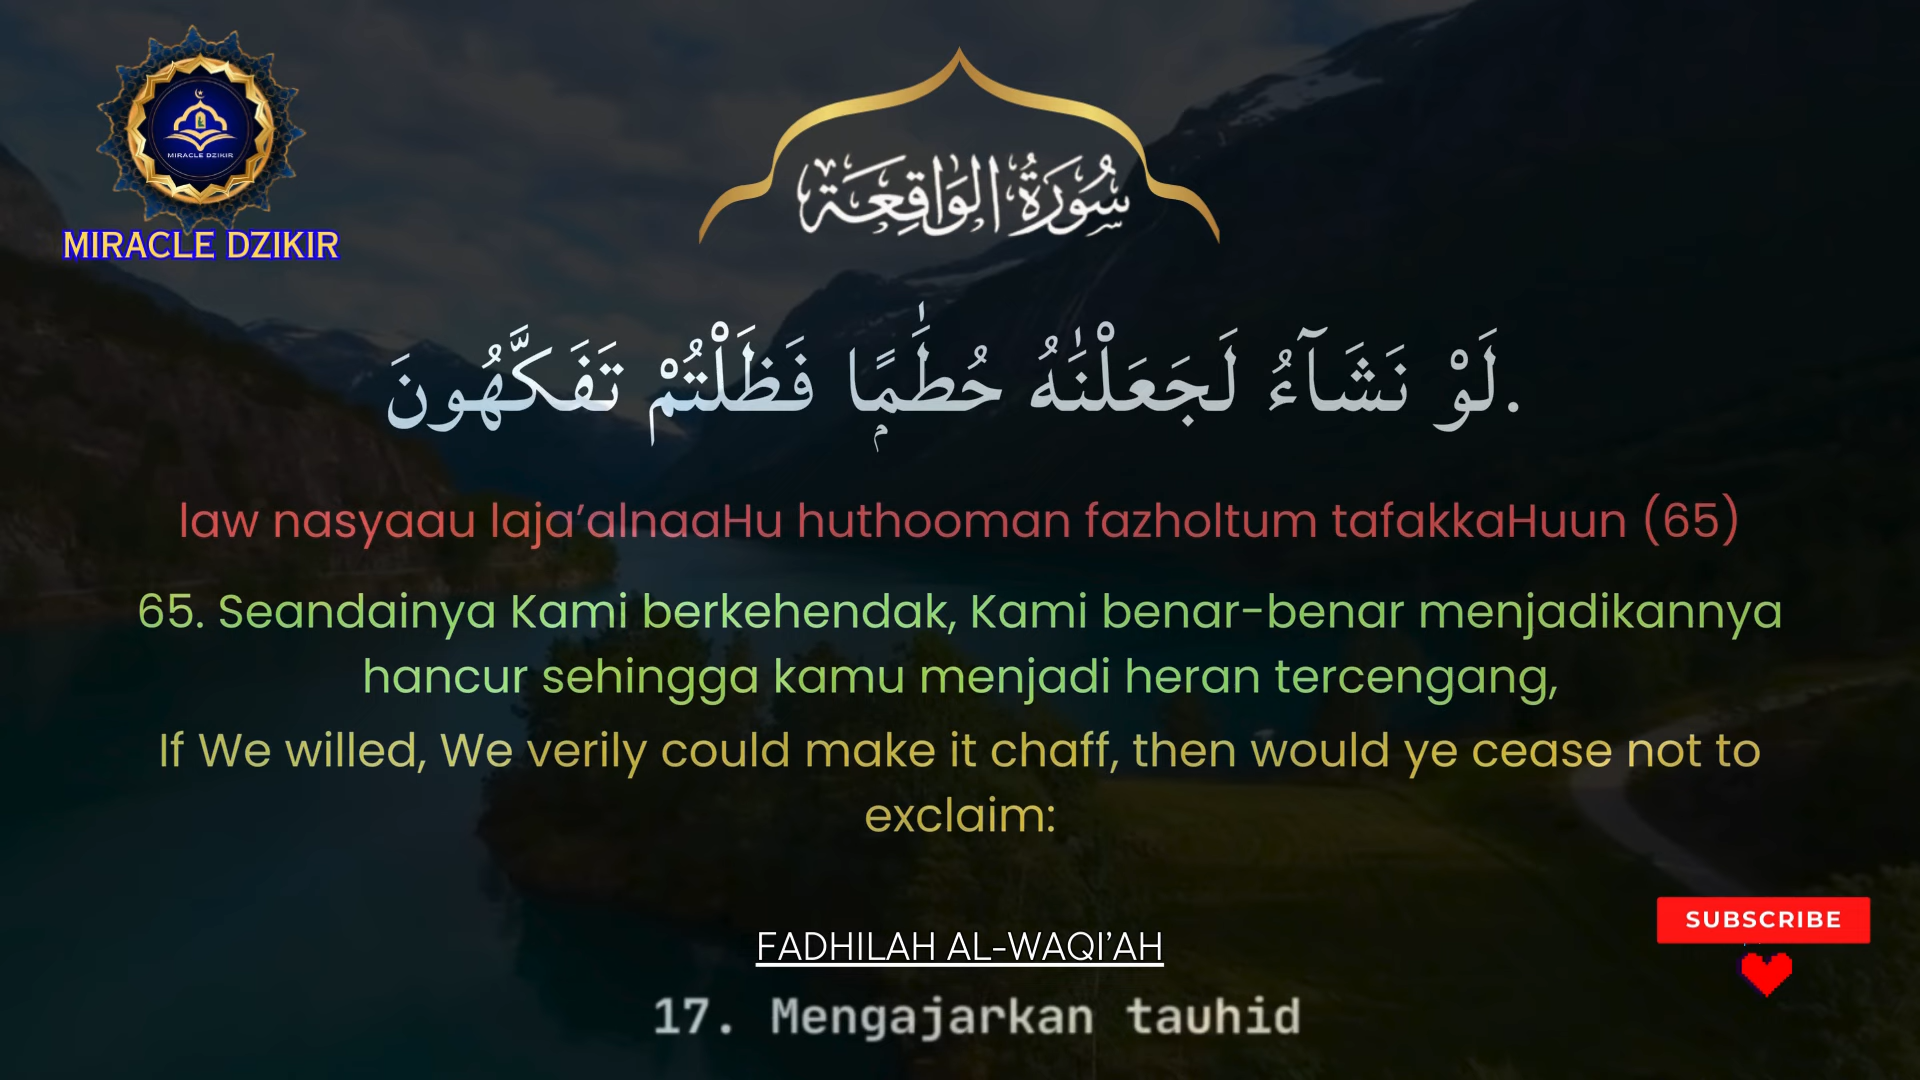 MIRACLE DZIKIR
MIRACLE DZIKIR
سُورَةُ الوَاقِعَة
لَوْ نَشَآءُ لَجَعَلْنَٰهُ حُطَٰمًۭا فَظَلْتُمْ تَفَكَّهُونَ.
law nasyaau laja’alnaaHu huthooman fazholtum tafakkaHuun (65)
65. Seandainya Kami berkehendak, Kami benar-benar menjadikannya
hancur sehingga kamu menjadi heran tercengang,
If We willed, We verily could make it chaff, then would ye cease not to
exclaim:
SUBSCRIBE
FADHILAH AL-WAQI’AH
17. Mengajarkan tauhid